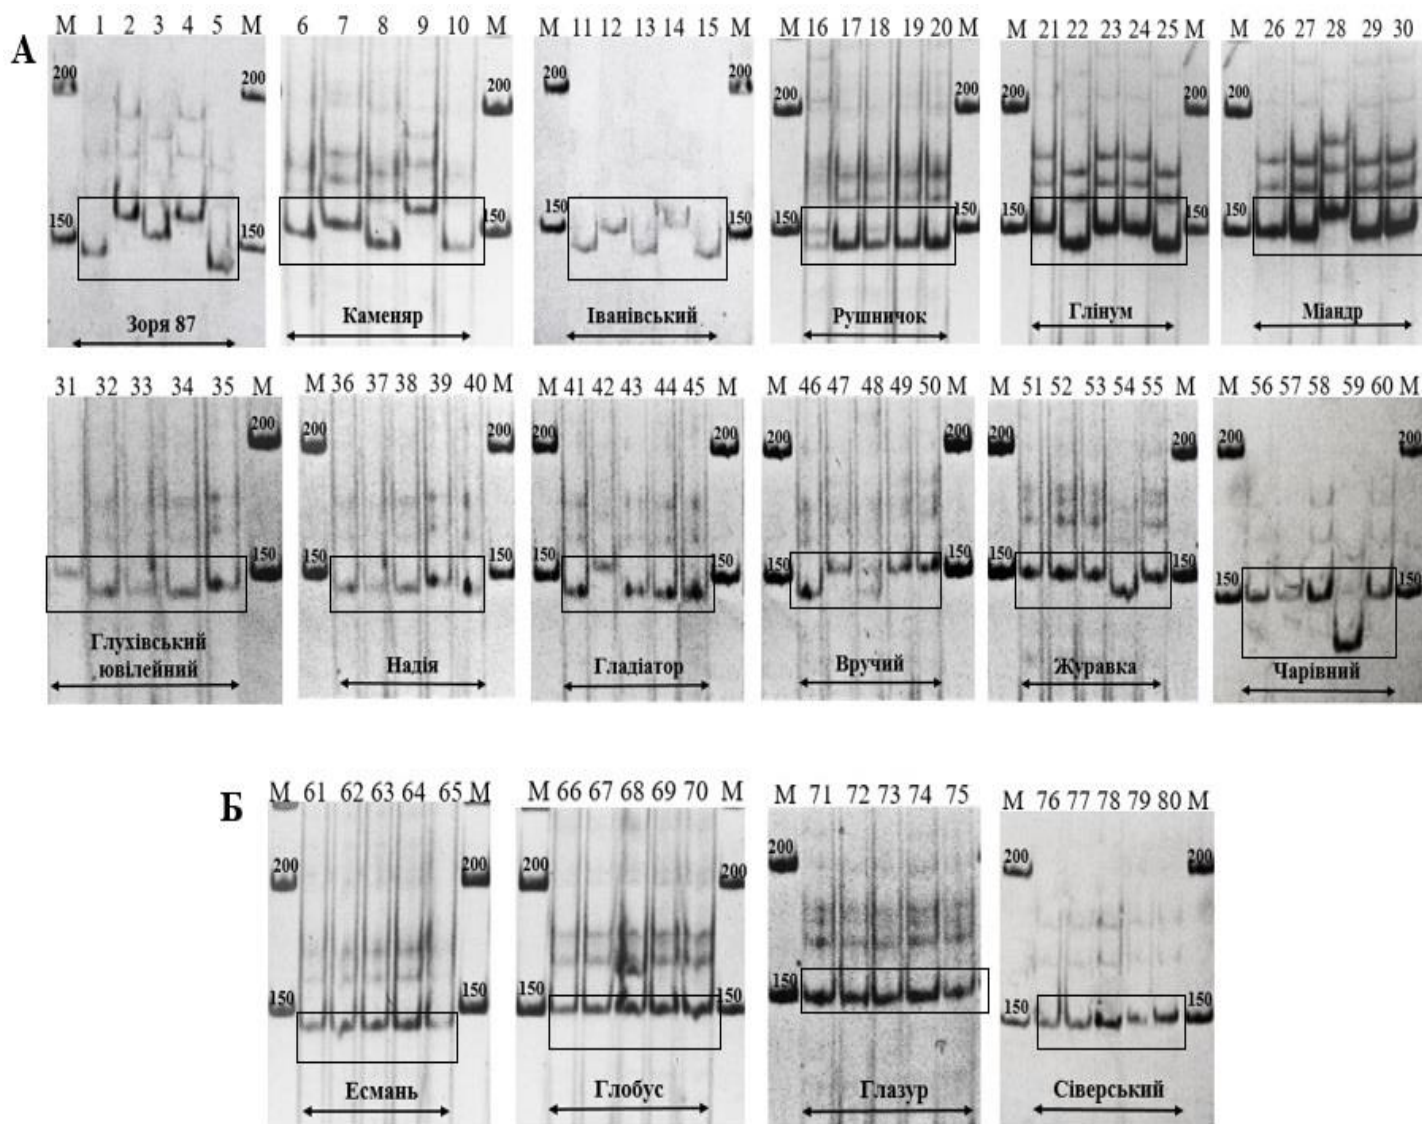 А
М 1 2 3 4 5 М
200 200
150 150
Зоря 87
6 7 8 9 10 М
200
150
Каменяр
М 11 12 13 14 15 М
200 200
150 150
Іванівський
М 16 17 18 19 20 М
200 200
150 150
Рушничок
М 21 22 23 24 25 М
200 200
150 150
Глінум
М 26 27 28 29 30
200
150
Міандр
31 32 33 34 35 М
200
150
Глухівський
ювілейний
М 36 37 38 39 40 М
200 200
150 150
Надія
М 41 42 43 44 45 М
200 200
150 150
Гладіатор
М 46 47 48 49 50 М
200 200
150 150
Вручий
М 51 52 53 54 55 М
200 200
150 150
Журавка
М 56 57 58 59 60 М
200 200
150 150
Чарівний
Б
М 61 62 63 64 65 М
200 200
150 150
Есмань
М 66 67 68 69 70 М
200 200
150 150
Глобус
М 71 72 73 74 75
200
150
Глазур
М 76 77 78 79 80 М
200 200
150 150
Сіверський